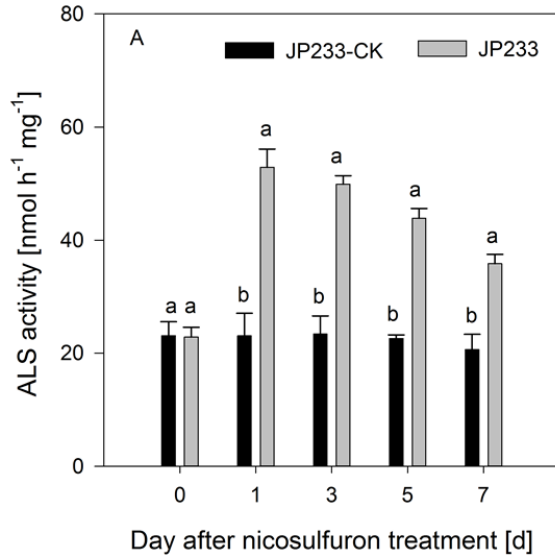 A
JP233-CK JP233
80
60
40
20
0
ALS activity [nmol h⁻¹ mg⁻¹]
a a b a b a b a b a
0 1 3 5 7
Day after nicosulfuron treatment [d]